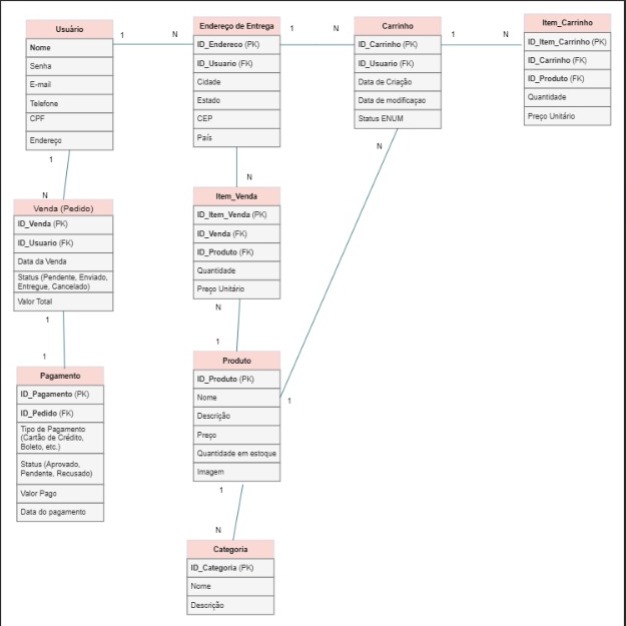 Usuário
Nome
Senha
E-mail
Telefone
CPF
Endereço
1
N
Endereço de Entrega
ID_Endereco (PK)
ID_Usuario (FK)
Cidade
Estado
CEP
País
1
N
Carrinho
ID_Carrinho (PK)
ID_Usuario (FK)
Data de Criação
Data de modificaçao
Status ENUM
1
N
Item_Carrinho
ID_Item_Carrinho (PK)
ID_Carrinho (FK)
ID_Produto (FK)
Quantidade
Preço Unitário
1
N
Venda (Pedido)
ID_Venda (PK)
ID_Usuario (FK)
Data da Venda
Status (Pendente, Enviado,
Entregue, Cancelado)
Valor Total
N
Item_Venda
ID_Item_Venda (PK)
ID_Venda (FK)
ID_Produto (FK)
Quantidade
Preço Unitário
N
1
1
Pagamento
ID_Pagamento (PK)
ID_Pedido (FK)
Tipo de Pagamento
(Cartão de Crédito,
Boleto, etc.)
Status (Aprovado,
Pendente, Recusado)
Valor Pago
Data do pagamento
N
1
Produto
ID_Produto (PK)
Nome
Descrição
Preço
Quantidade em estoque
Imagem
1
1
N
Categoria
ID_Categoria (PK)
Nome
Descrição